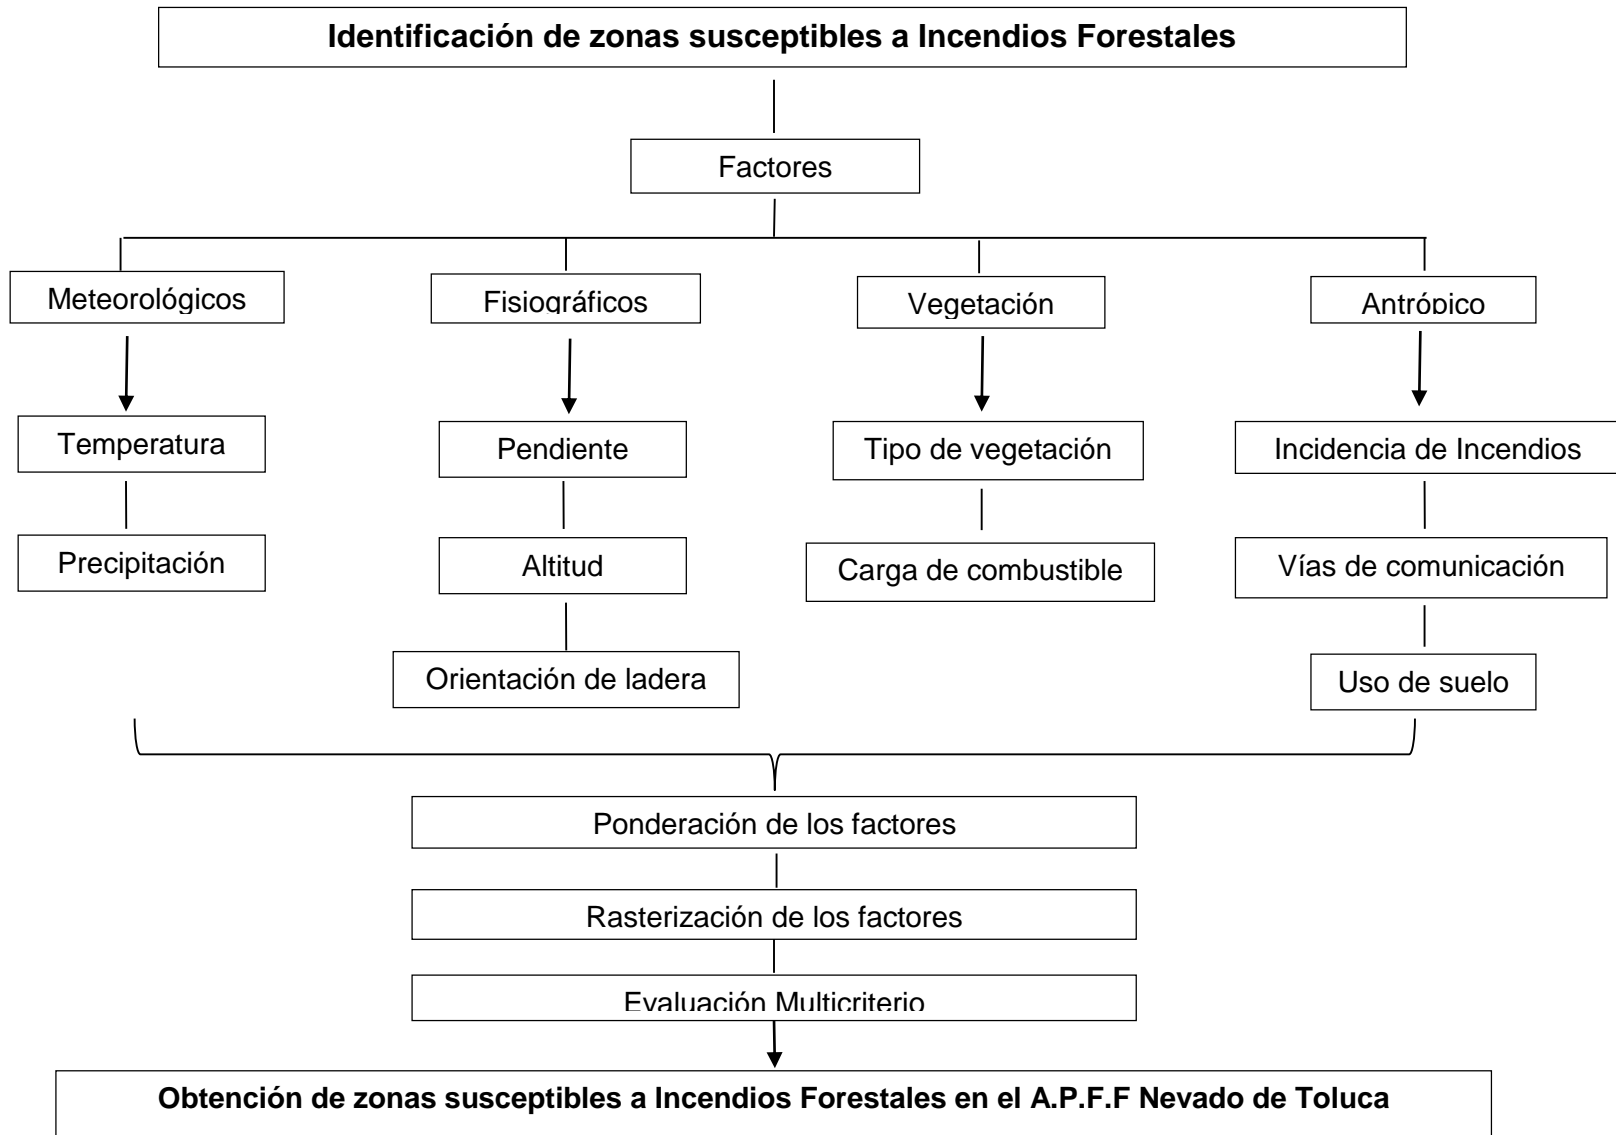 Identificación de zonas susceptibles a Incendios Forestales
Factores
Meteorológicos
Fisiográficos
Vegetación
Antrópico
Temperatura
Pendiente
Tipo de vegetación
Incidencia de Incendios
Precipitación
Altitud
Carga de combustible
Vías de comunicación
Orientación de ladera
Uso de suelo
Ponderación de los factores
Rasterización de los factores
Evaluación Multicriterio
Obtención de zonas susceptibles a Incendios Forestales en el A.P.F.F Nevado de Toluca